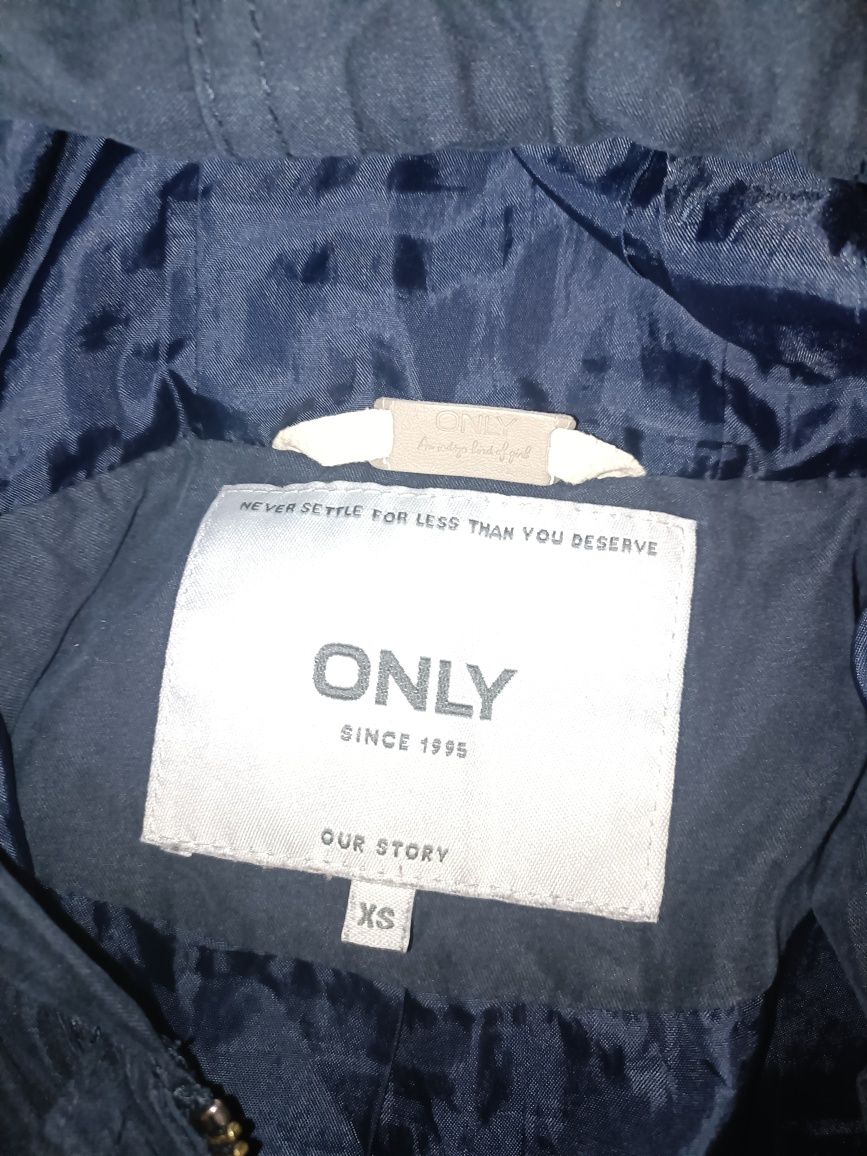 ONLY
NEVER SETTLE FOR LESS THAN YOU DESERVE
ONLY
SINCE 1995
OUR STORY
XS